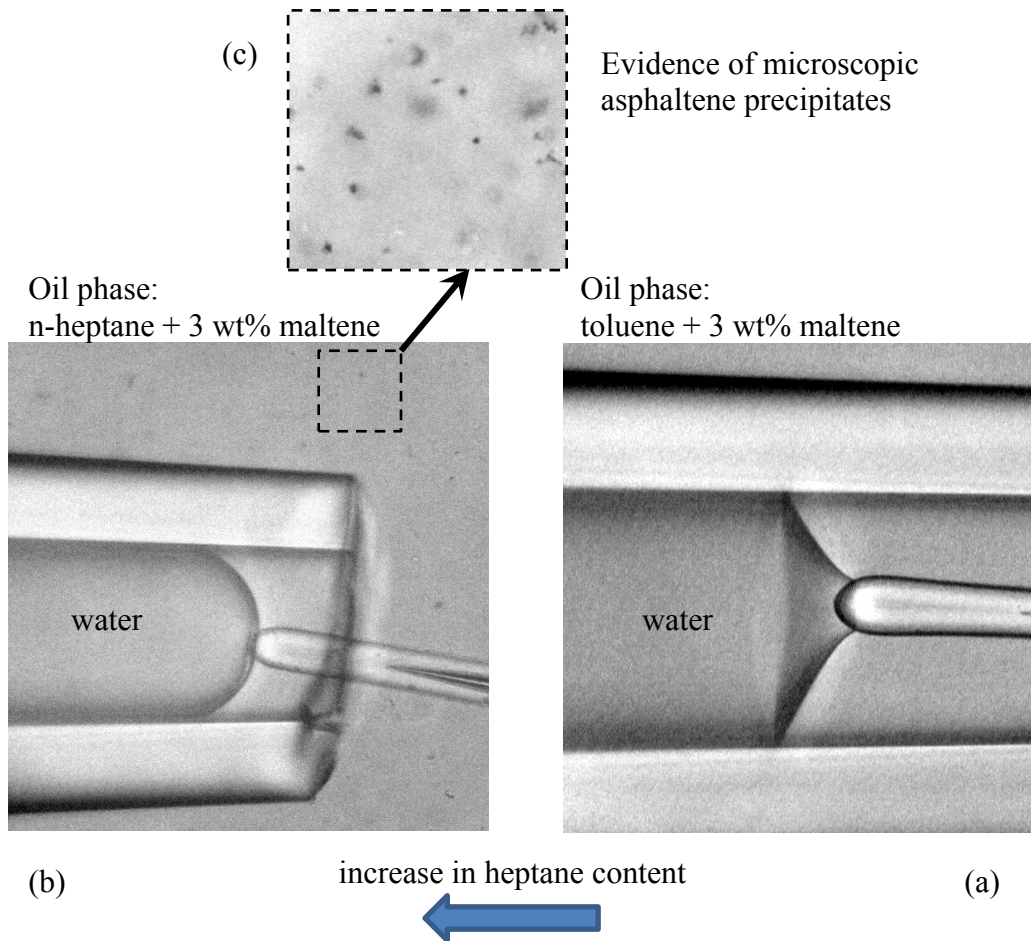 (c)
Evidence of microscopic
asphaltene precipitates
Oil phase:
n-heptane + 3 wt% maltene
Oil phase:
toluene + 3 wt% maltene
water
water
(b)
increase in heptane content
(a)